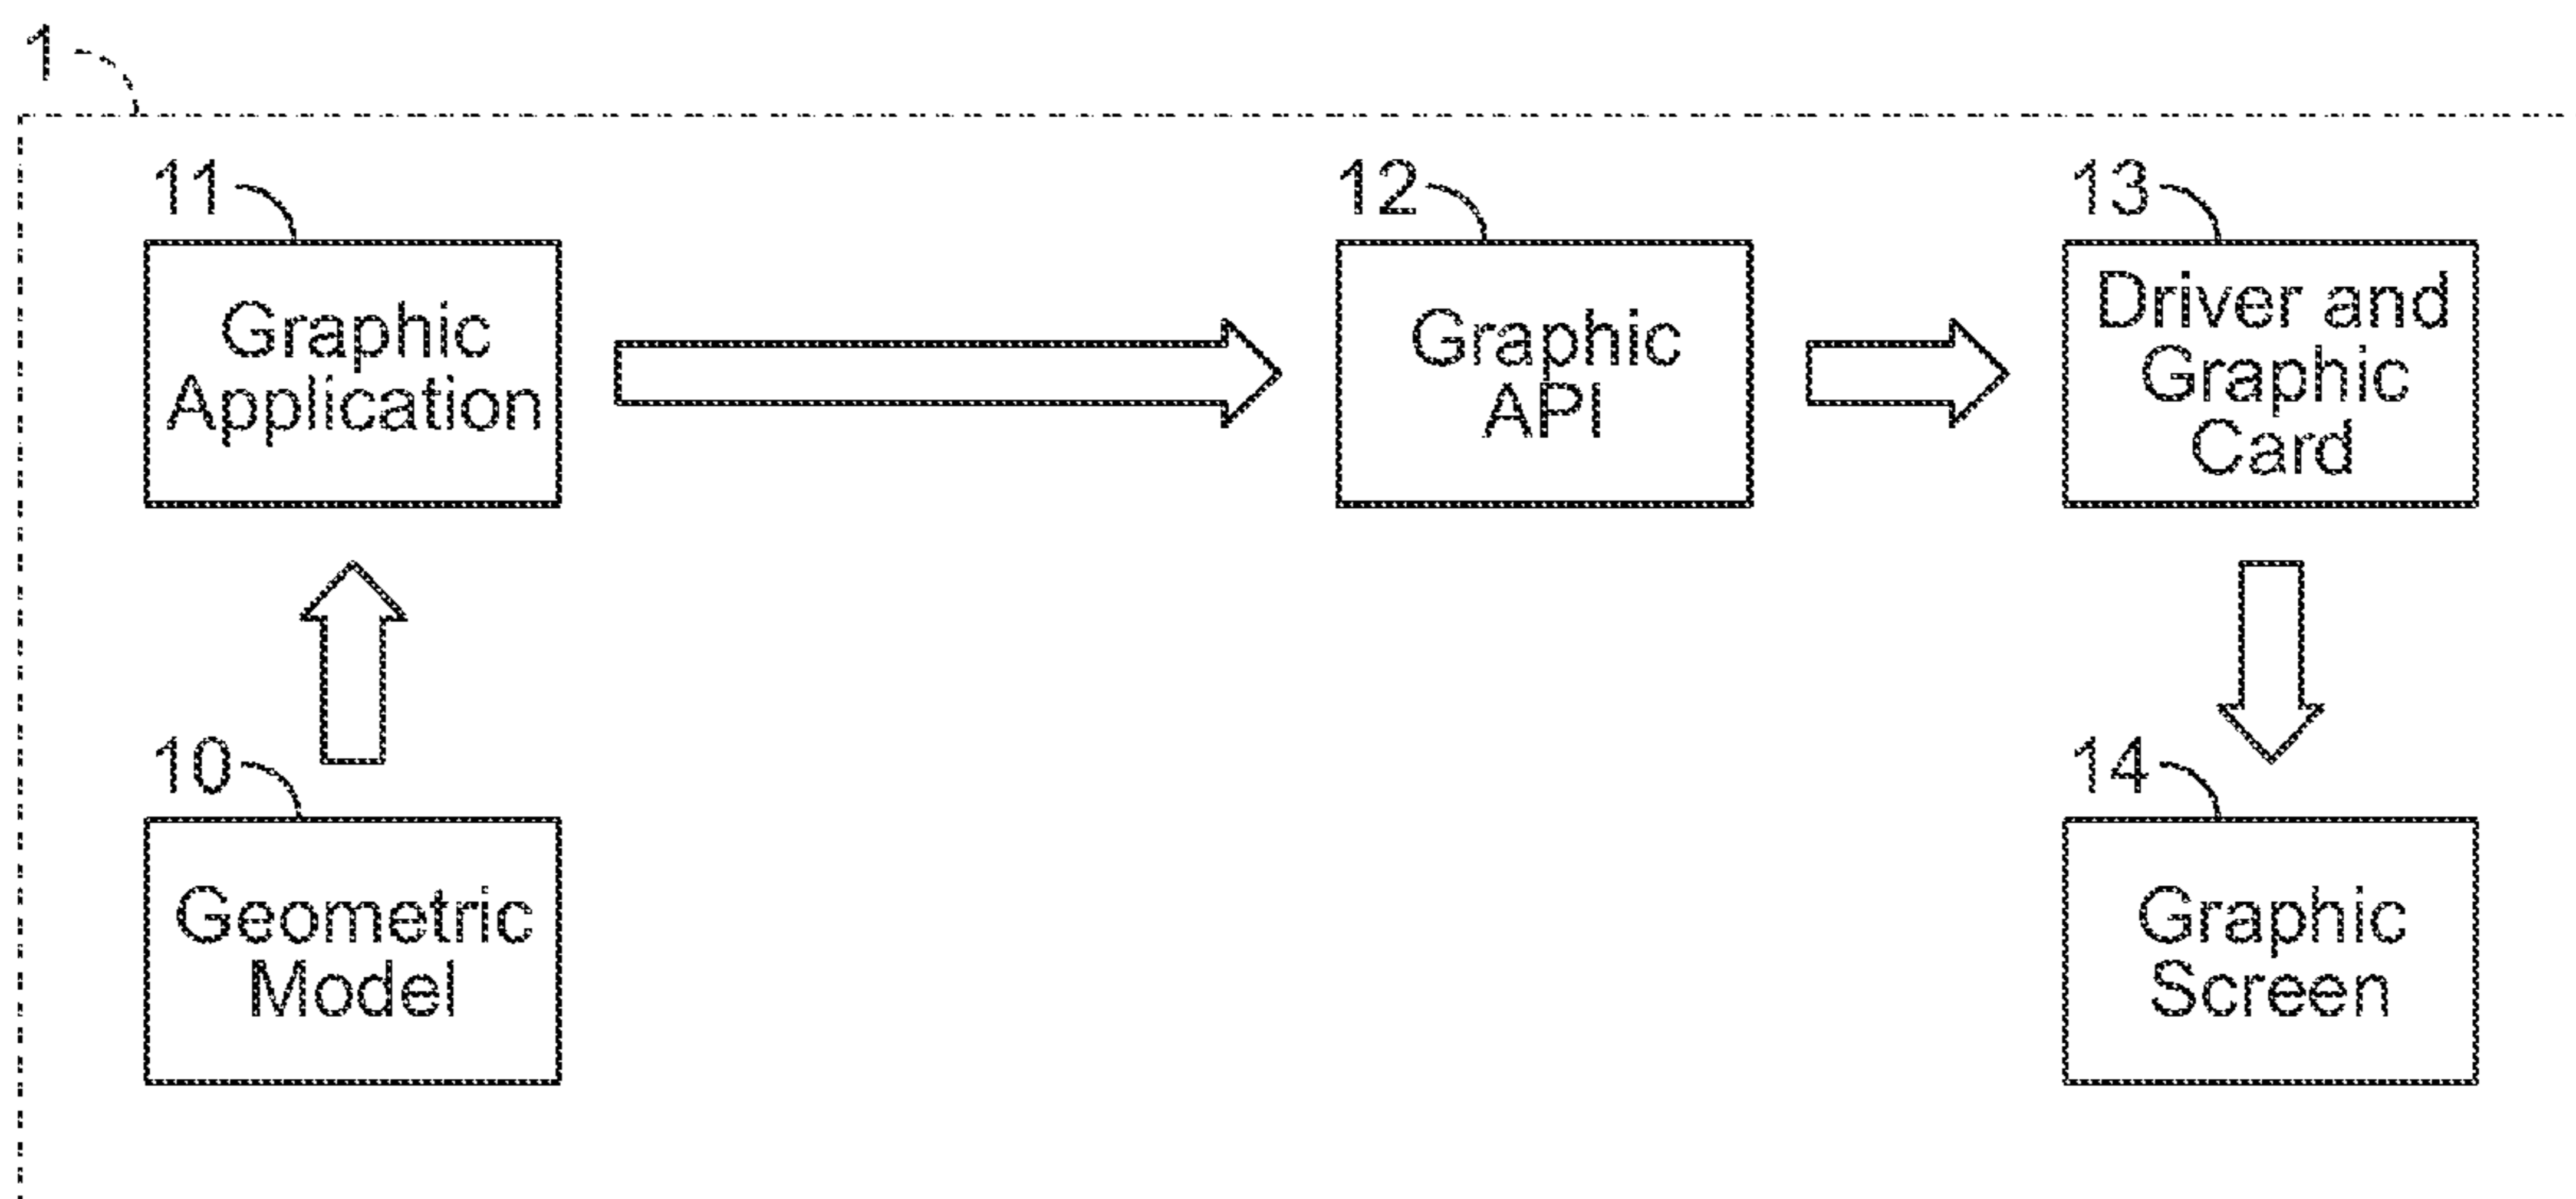 1
11
Graphic
Application
12
Graphic
API
13
Driver and
Graphic
Card
10
Geometric
Model
14
Graphic
Screen